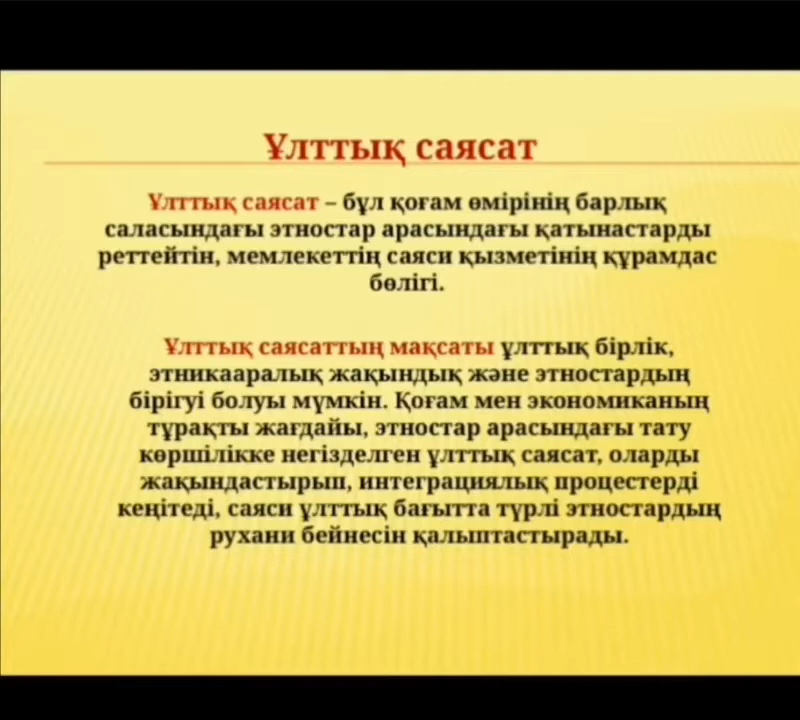 Ұлттық саясат
Ұлттық саясат – бұл қоғам өмірінің барлық
саласындағы этностар арасындағы қатынастарды
реттейтін, мемлекеттің саяси қызметінің құрамдас
бөлігі.
Ұлттық саясаттың мақсаты ұлттық бірлік,
этникааралық жақындық және этностардың
бірігуі болуы мүмкін. Қоғам мен экономиканың
тұрақты жағдайы, этностар арасындағы тату
көршілікке негізделген ұлттық саясат, оларды
жақындастырып, интеграциялық процестерді
кеңітеді, саяси ұлттық бағытта түрлі этностардың
рухани бейнесін қалыптастырады.